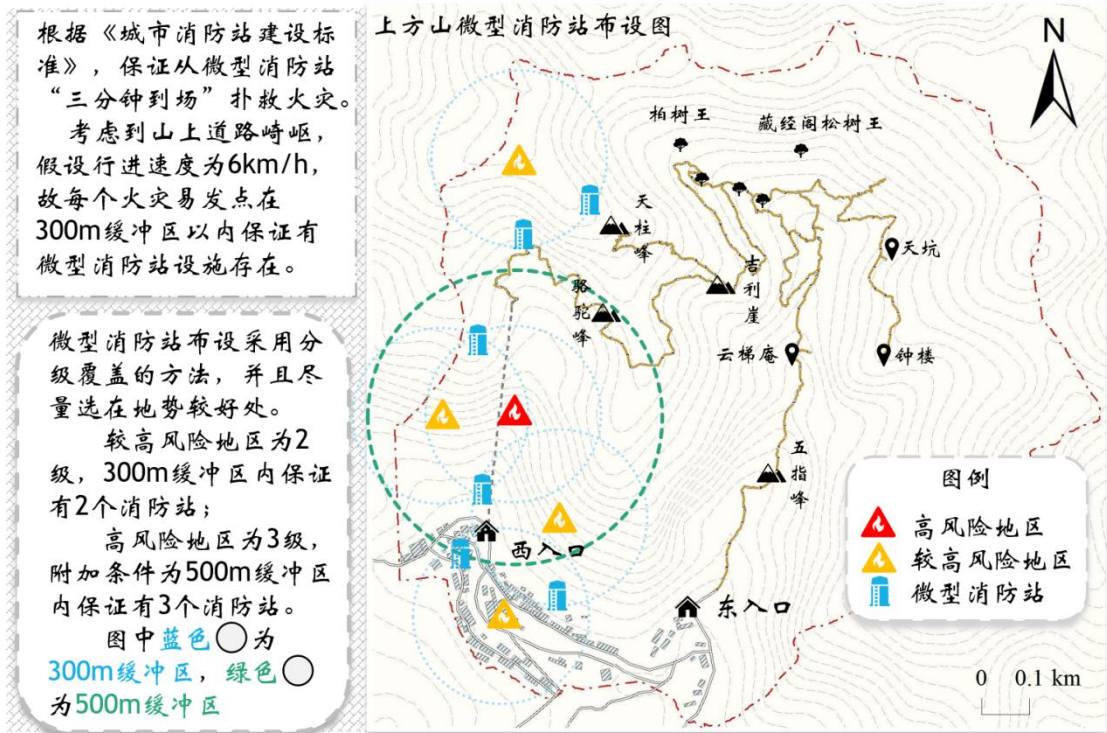 根据《城市消防站建设标
准》，保证从微型消防站
“三分钟到场”扑救火灾。
考虑到山上道路崎岖，
假设行进速度为6km/h，
故每个火灾易发点在
300m缓冲区以内保证有
微型消防站设施存在。
微型消防站布设采用分
级覆盖的方法，并且尽
量选在地势较好处。
较高风险地区为2
级，300m缓冲区内保证
有2个消防站；
高风险地区为3级，
附加条件为500m缓冲区
内保证有3个消防站。
图中蓝色为
300m缓冲区，绿色
为500m缓冲区
上方山微型消防站布设图
N
柏树王
藏经阁松树王
天柱峰
天坑
吉利崖
骆驼峰
云梯庵
钟楼
五指峰
西入口
东入口
图例
高风险地区
较高风险地区
微型消防站
0 0.1 km